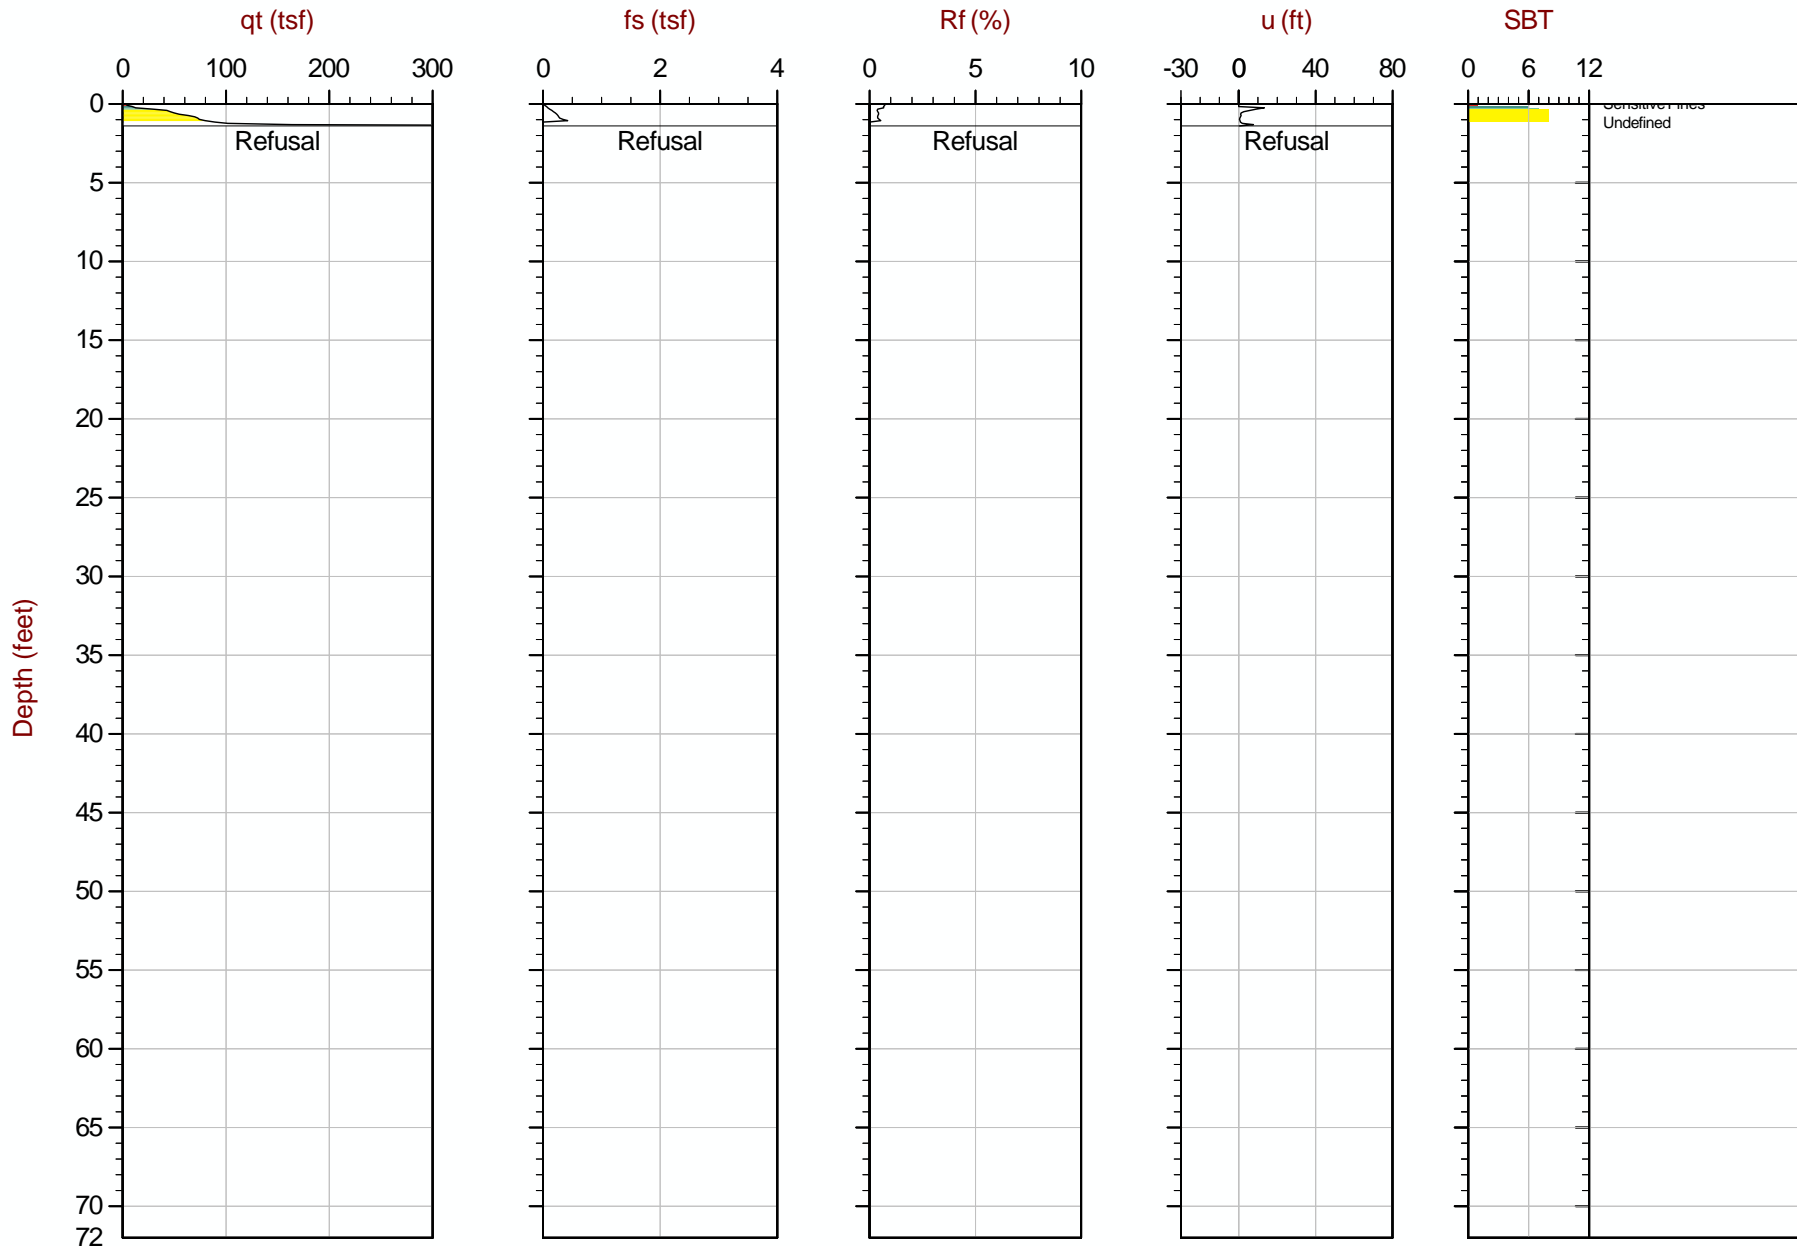 qt (tsf) fs (tsf) Rf (%) u (ft) SBT
0 100 200 300 0 2 4 0 5 10 -30 0 40 80 0 6 12
0
Sensitive Fines
Undefined
Refusal Refusal Refusal Refusal
5
10
15
20
25
30
35
Depth (feet)
40
45
50
55
60
65
70
72